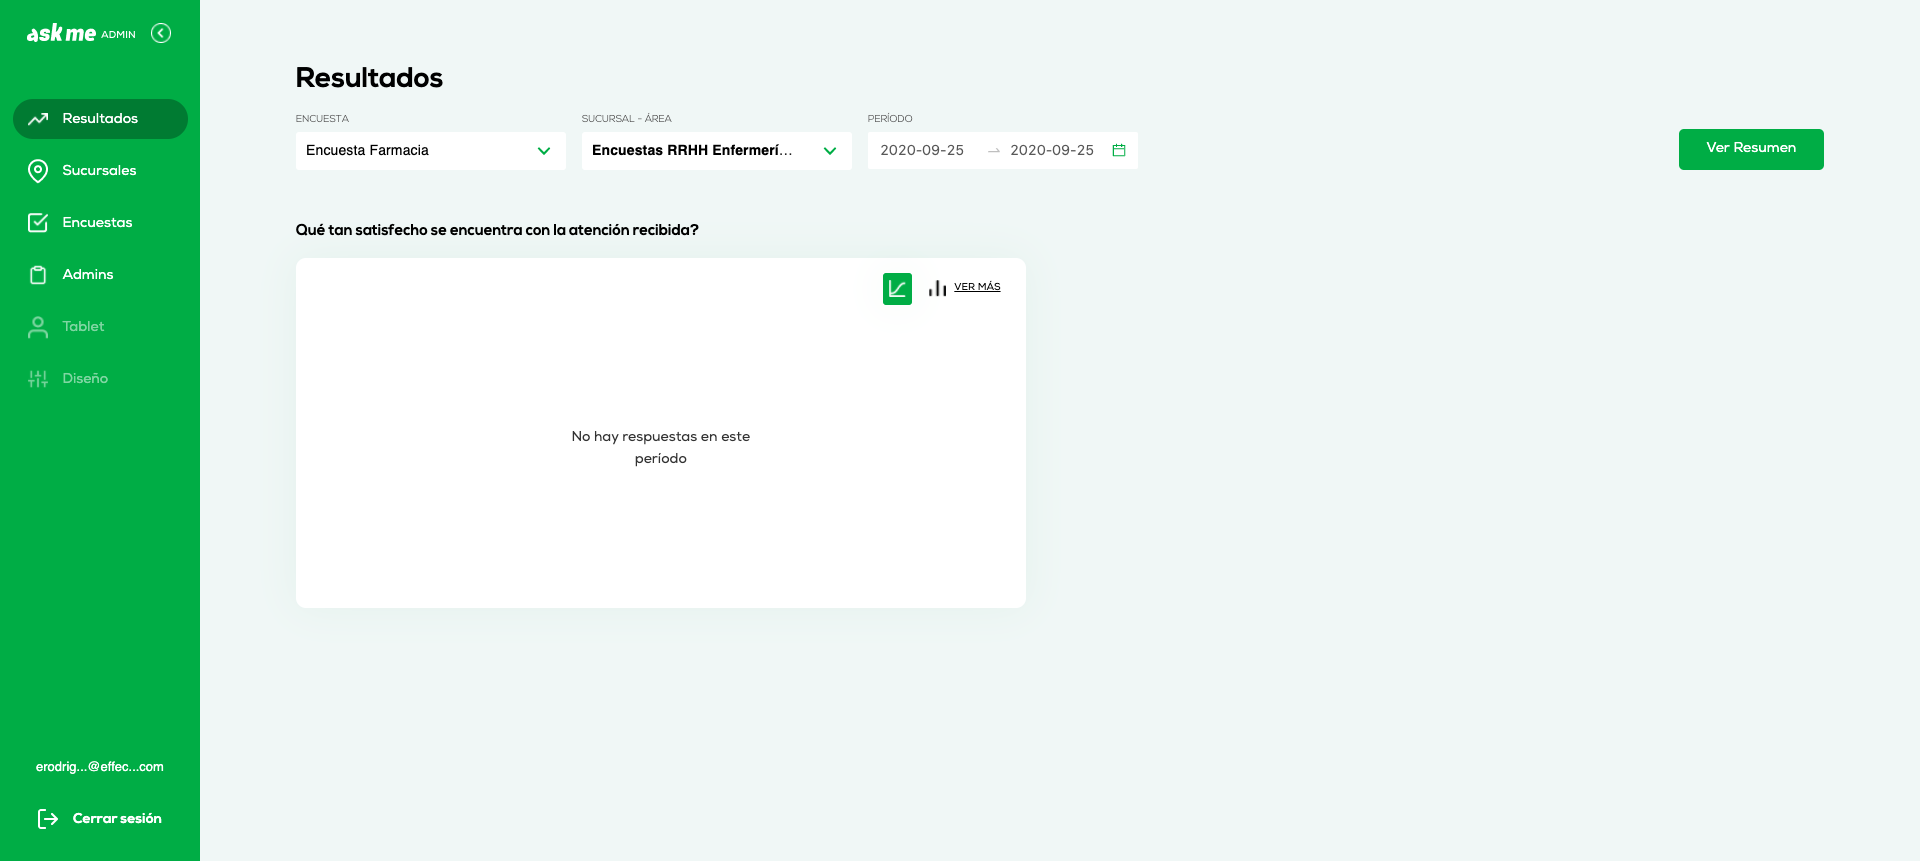 ask me ADMIN
Resultados
Sucursales
Encuestas
Admins
Tablet
Diseño
erodrig...@effec...com
Cerrar sesión
Resultados
ENCUESTA
Encuesta Farmacia
SUCURSAL - ÁREA
Encuestas RRHH Enfermerí...
PERÍODO
2020-09-25 → 2020-09-25
Ver Resumen
Qué tan satisfecho se encuentra con la atención recibida?
VER MÁS
No hay respuestas en este
período